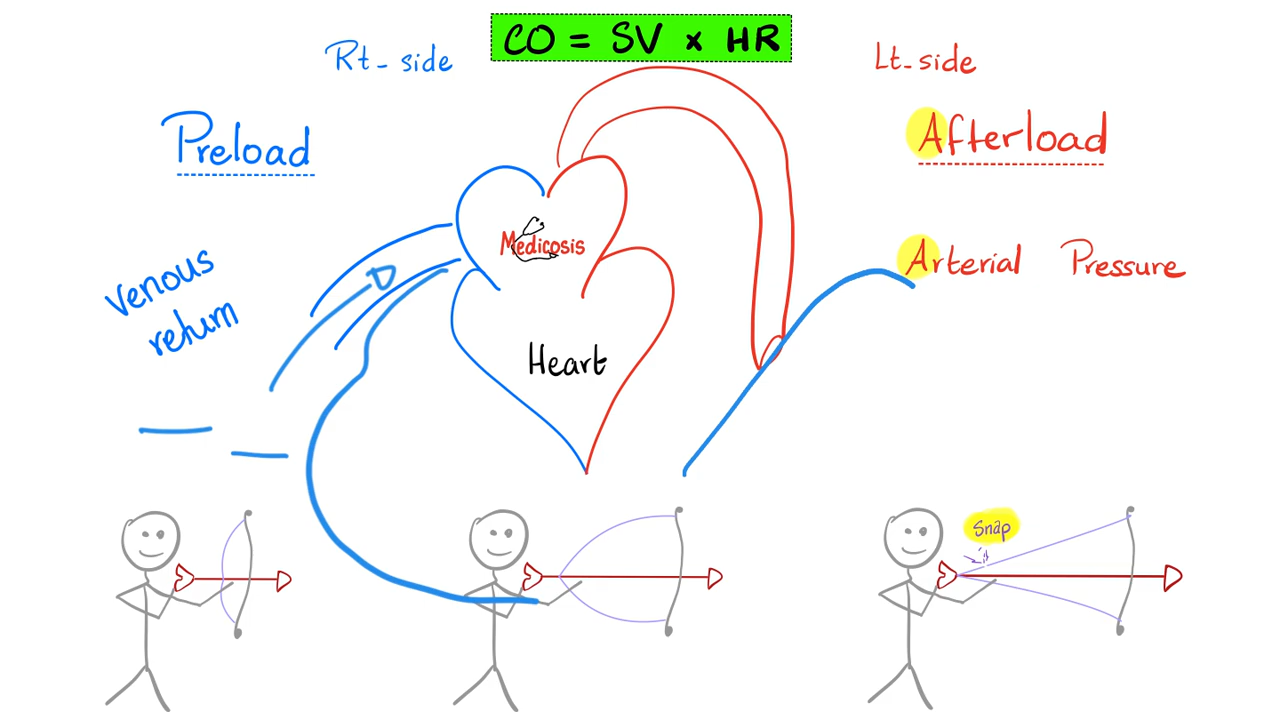 CO = SV x HR
Rt- side
Lt-side
Preload
Afterload
Medicosis
Venous
return
Arterial Pressure
Heart
Snap